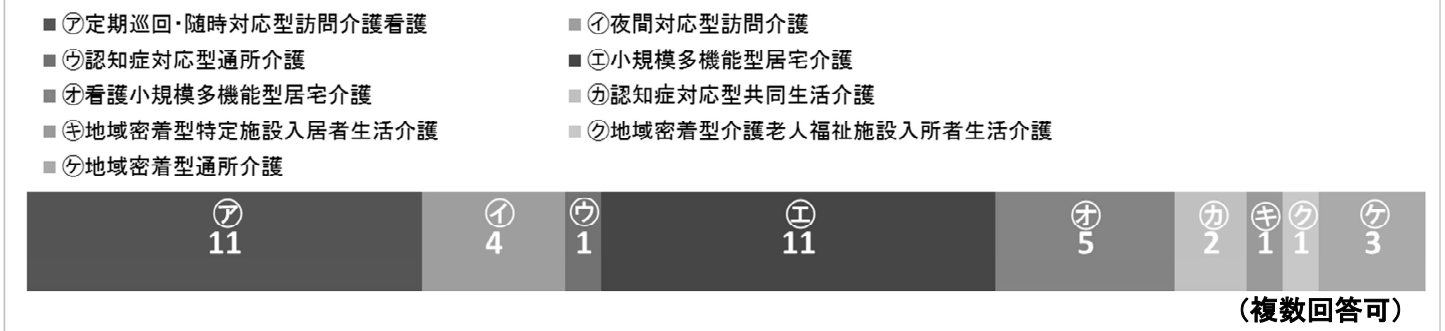 ■㋐定期巡回・随時対応型訪問介護看護 ■㋑夜間対応型訪問介護
■㋒認知症対応型通所介護 ■㋓小規模多機能型居宅介護
■㋔看護小規模多機能型居宅介護 ■㋕認知症対応型共同生活介護
■㋖地域密着型特定施設入居者生活介護 ■㋗地域密着型介護老人福祉施設入所者生活介護
■㋘地域密着型通所介護
㋐ ㋑ ㋒ ㋓ ㋔ ㋕ ㋖ ㋗ ㋘
11 4 1 11 5 2 1 1 3
（複数回答可）